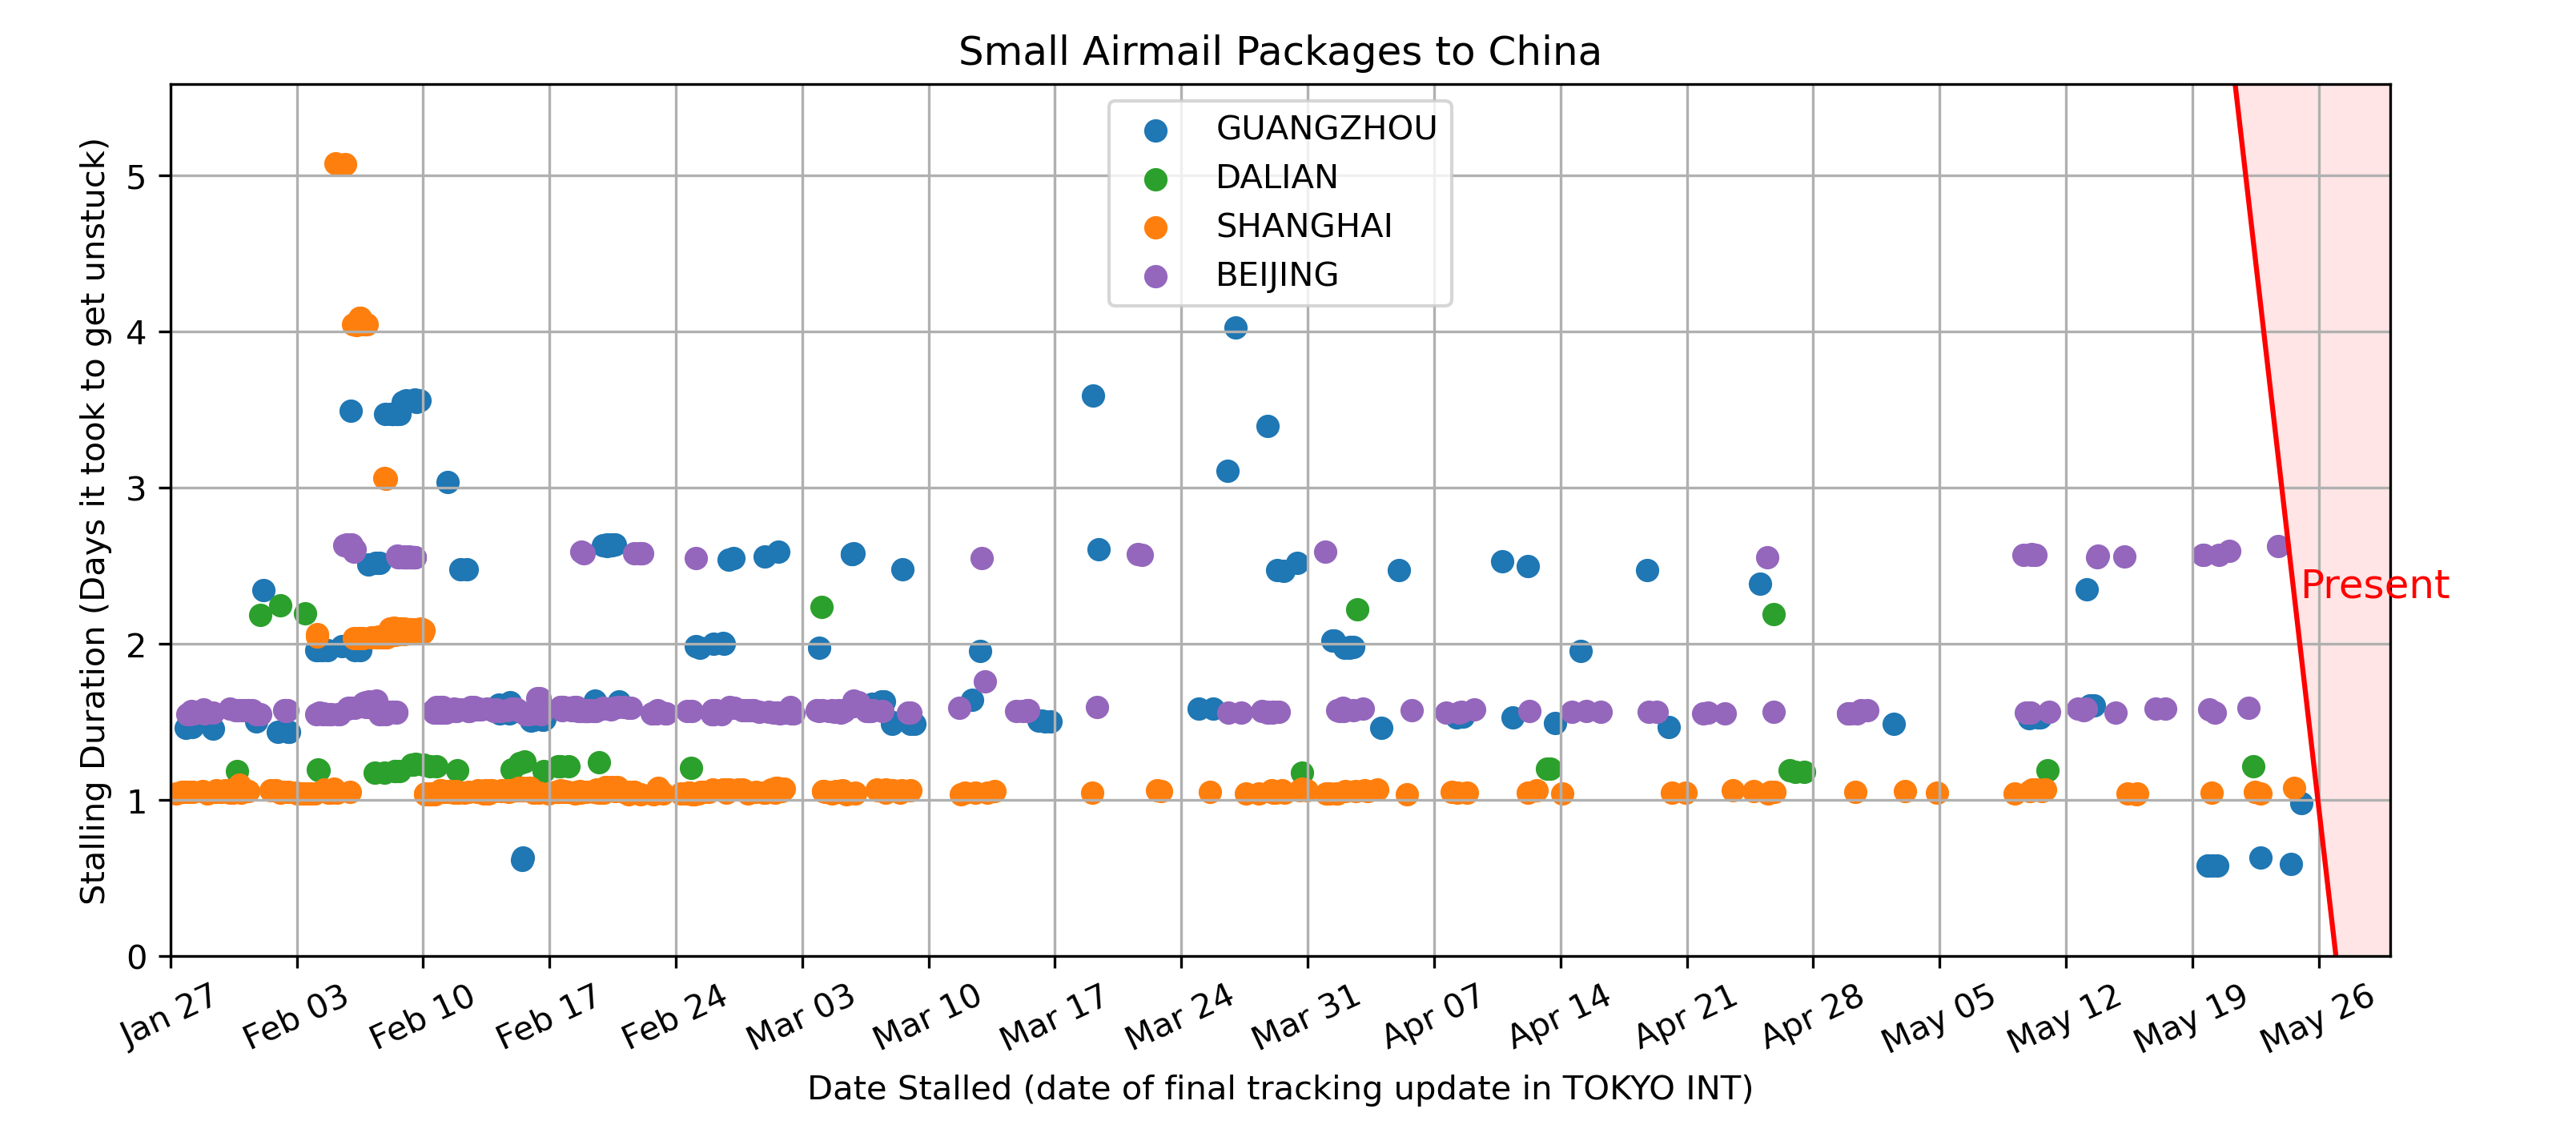 Small Airmail Packages to China
Stalling Duration (Days it took to get unstuck)
5
4
3
2
1
0
GUANGZHOU
DALIAN
SHANGHAI
BEIJING
Present
Jan 27
Feb 03
Feb 10
Feb 17
Feb 24
Mar 03
Mar 10
Mar 17
Mar 24
Mar 31
Apr 07
Apr 14
Apr 21
Apr 28
May 05
May 12
May 19
May 26
Date Stalled (date of final tracking update in TOKYO INT)